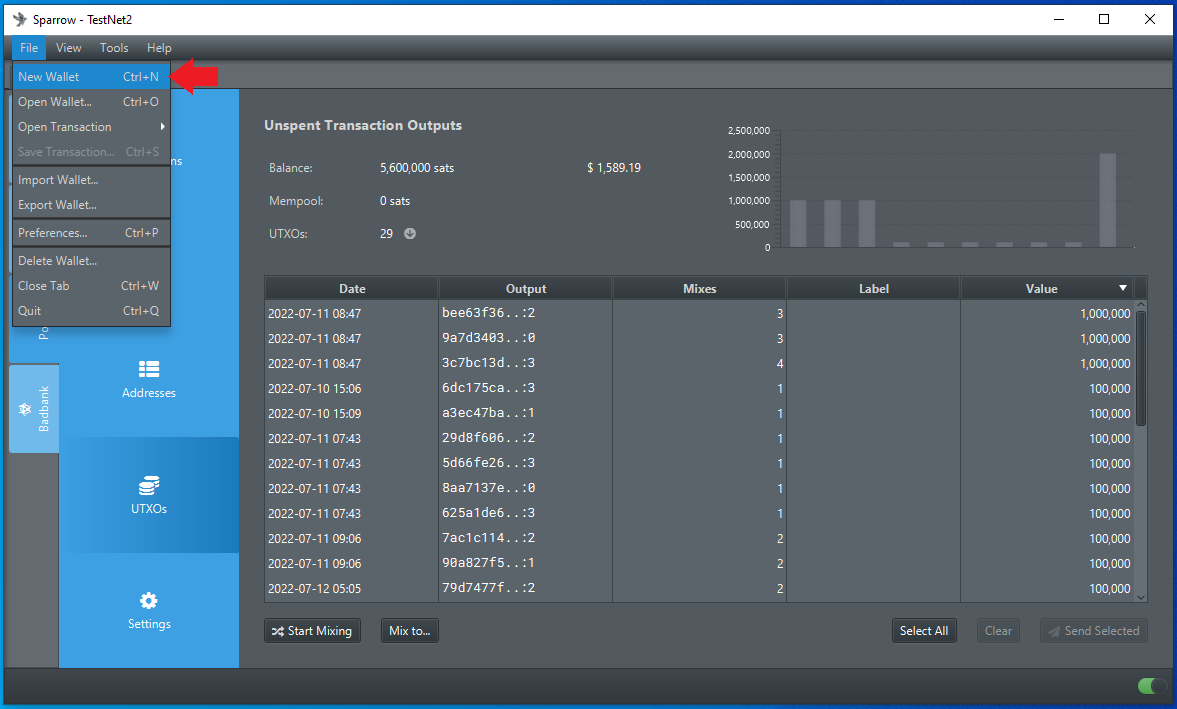 Sparrow - TestNet2
File View Tools Help
New Wallet Ctrl+N
Open Wallet... Ctrl+O
Open Transaction
Save Transaction... Ctrl+S
Import Wallet...
Export Wallet...
Preferences... Ctrl+P
Delete Wallet...
Close Tab Ctrl+W
Quit Ctrl+Q
ns
Po
Badbank
Addresses
UTXOs
Settings
Unspent Transaction Outputs
Balance: 5,600,000 sats $ 1,589.19
Mempool: 0 sats
UTXOs: 29
2,500,000
2,000,000
1,500,000
1,000,000
500,000
0
Date Output Mixes Label Value
2022-07-11 08:47 bee63f36..:2 3 1,000,000
2022-07-11 08:47 9a7d3403..:0 3 1,000,000
2022-07-11 08:47 3c7bc13d..:3 4 1,000,000
2022-07-10 15:06 6dc175ca..:3 1 100,000
2022-07-10 15:09 a3ec47ba..:1 1 100,000
2022-07-11 07:43 29d8f606..:2 1 100,000
2022-07-11 07:43 5d66fe26..:3 1 100,000
2022-07-11 07:43 8aa7137e..:0 1 100,000
2022-07-11 07:43 625a1de6..:3 1 100,000
2022-07-11 09:06 7ac1c114..:2 2 100,000
2022-07-11 09:06 90a827f5..:1 2 100,000
2022-07-12 05:05 79d7477f..:2 2 100,000
Start Mixing Mix to... Select All Clear Send Selected